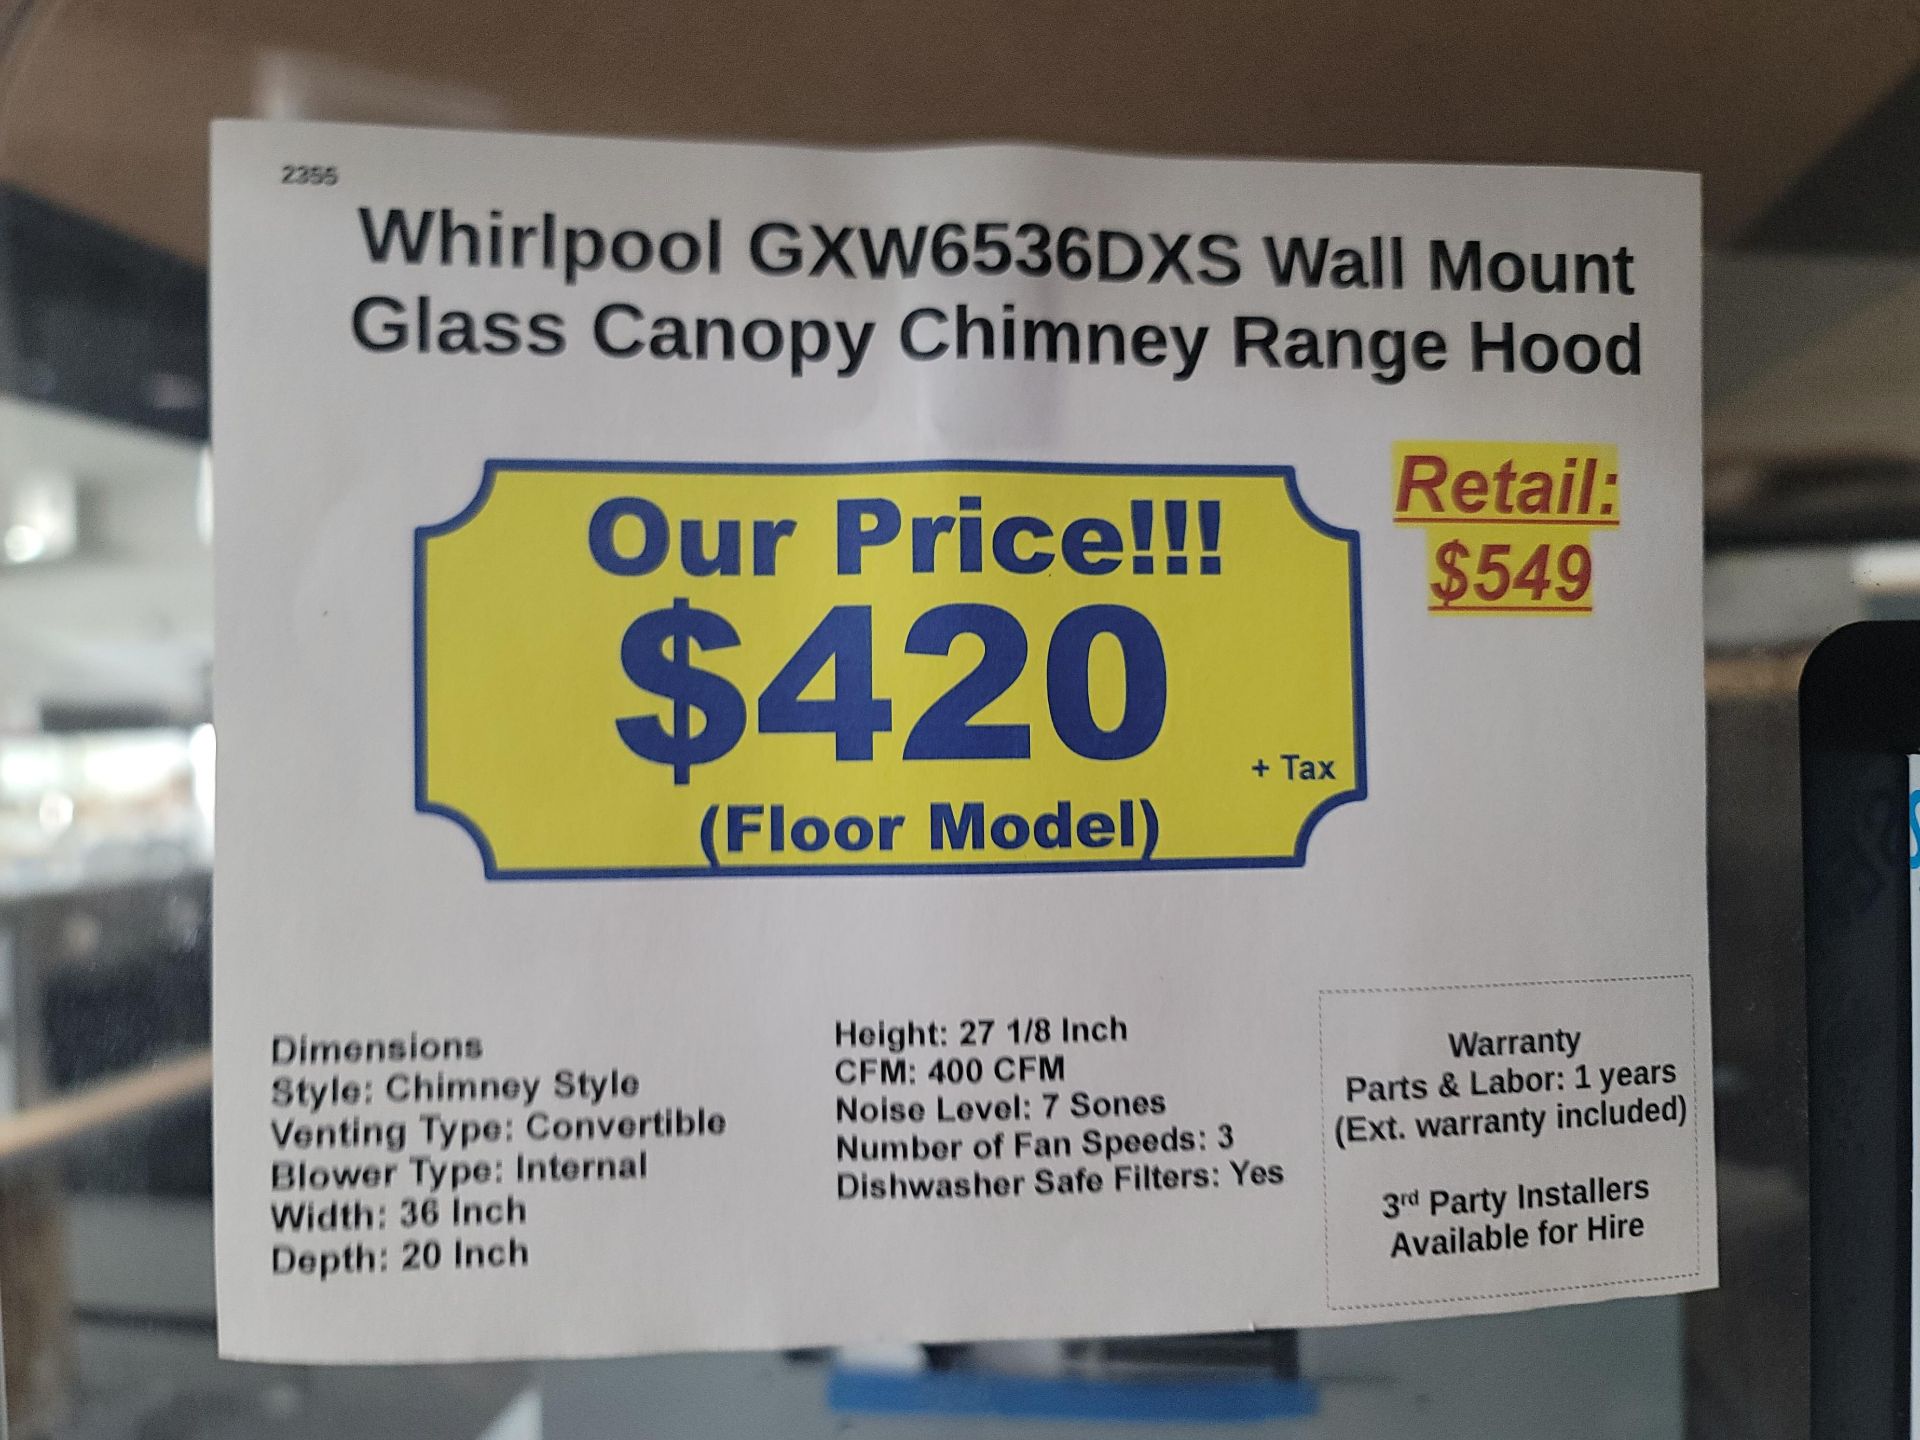 2355
Whirlpool GXW6536DXS Wall Mount
Glass Canopy Chimney Range Hood
Our Price!!!
$420
+ Tax
(Floor Model)
Retail:
$549
Dimensions
Style: Chimney Style
Venting Type: Convertible
Blower Type: Internal
Width: 36 Inch
Depth: 20 Inch
Height: 27 1/8 Inch
CFM: 400 CFM
Noise Level: 7 Sones
Number of Fan Speeds: 3
Dishwasher Safe Filters: Yes
Warranty
Parts & Labor: 1 years
(Ext. warranty included)
3rd Party Installers
Available for Hire